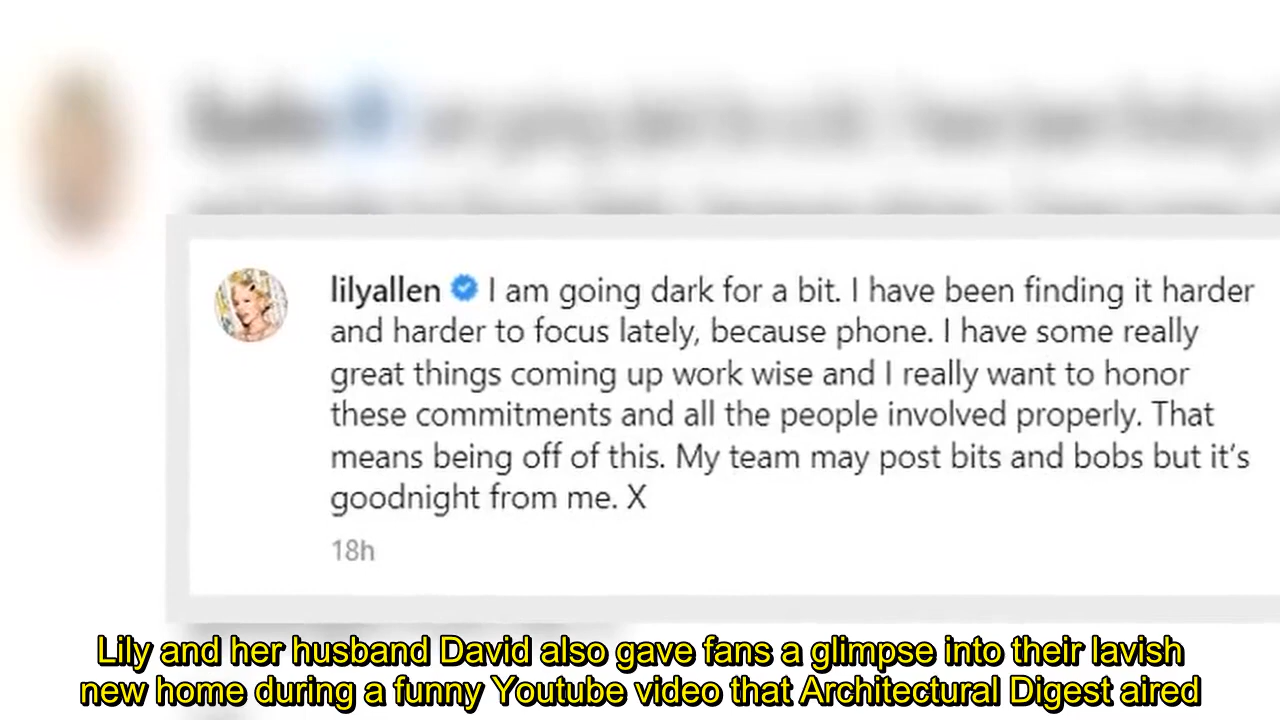 lilyallen I am going dark for a bit. I have been finding it harder
and harder to focus lately, because phone. I have some really
great things coming up work wise and I really want to honor
these commitments and all the people involved properly. That
means being off of this. My team may post bits and bobs but it’s
goodnight from me. X
18h
Lily and her husband David also gave fans a glimpse into their lavish
new home during a funny Youtube video that Architectural Digest aired